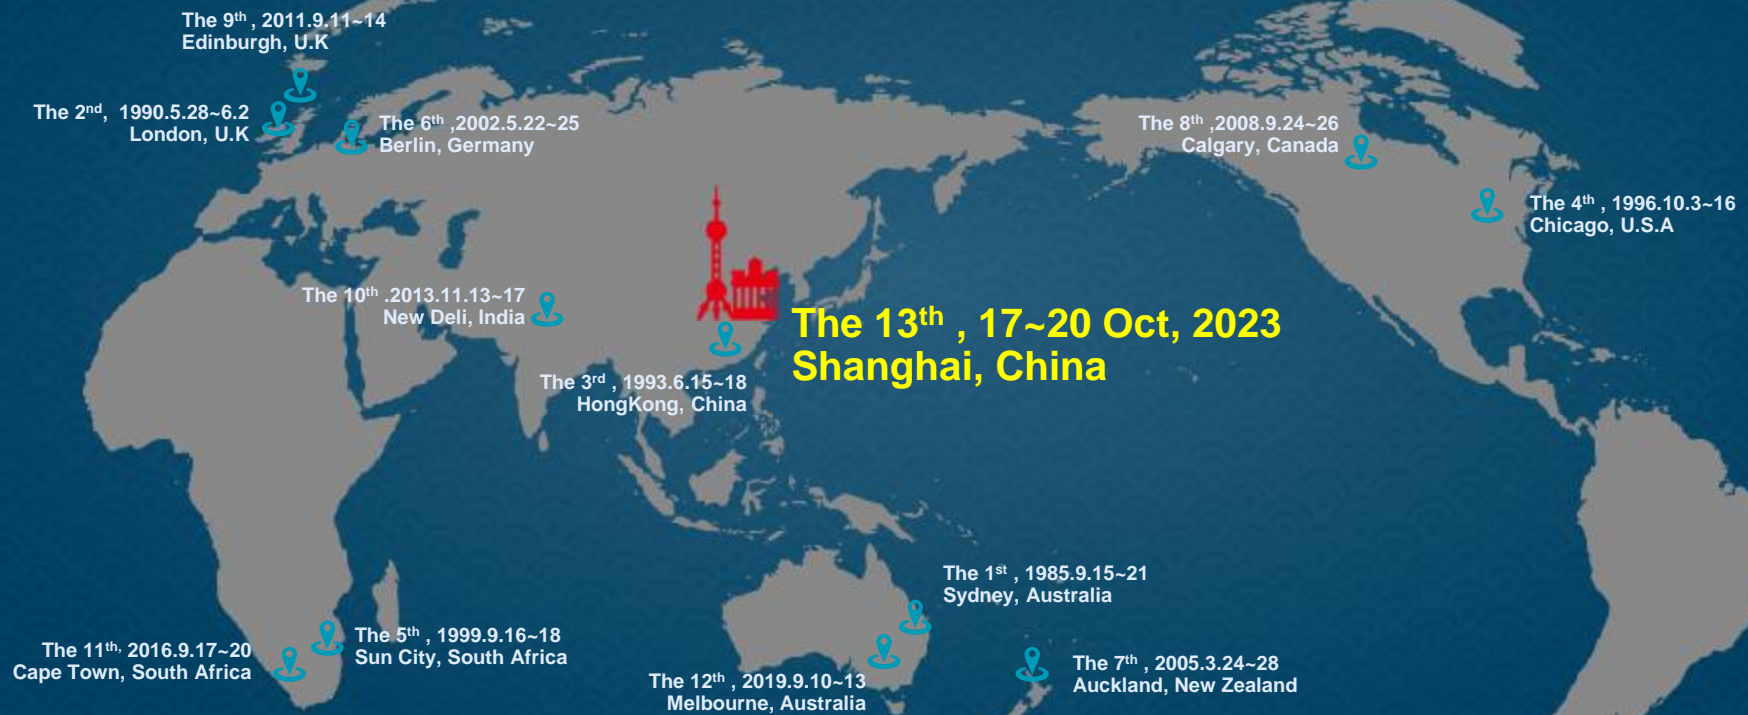 The 9th , 2011.9.11~14
Edinburgh, U.K
The 2nd, 1990.5.28~6.2
London, U.K
The 6th ,2002.5.22~25
Berlin, Germany
The 8th ,2008.9.24~26
Calgary, Canada
The 4th , 1996.10.3~16
Chicago, U.S.A
The 10th .2013.11.13~17
New Deli, India
The 13th , 17~20 Oct, 2023
Shanghai, China
The 3rd , 1993.6.15~18
HongKong, China
The 1st , 1985.9.15~21
Sydney, Australia
The 11th, 2016.9.17~20
Cape Town, South Africa
The 5th , 1999.9.16~18
Sun City, South Africa
The 12th , 2019.9.10~13
Melbourne, Australia
The 7th , 2005.3.24~28
Auckland, New Zealand